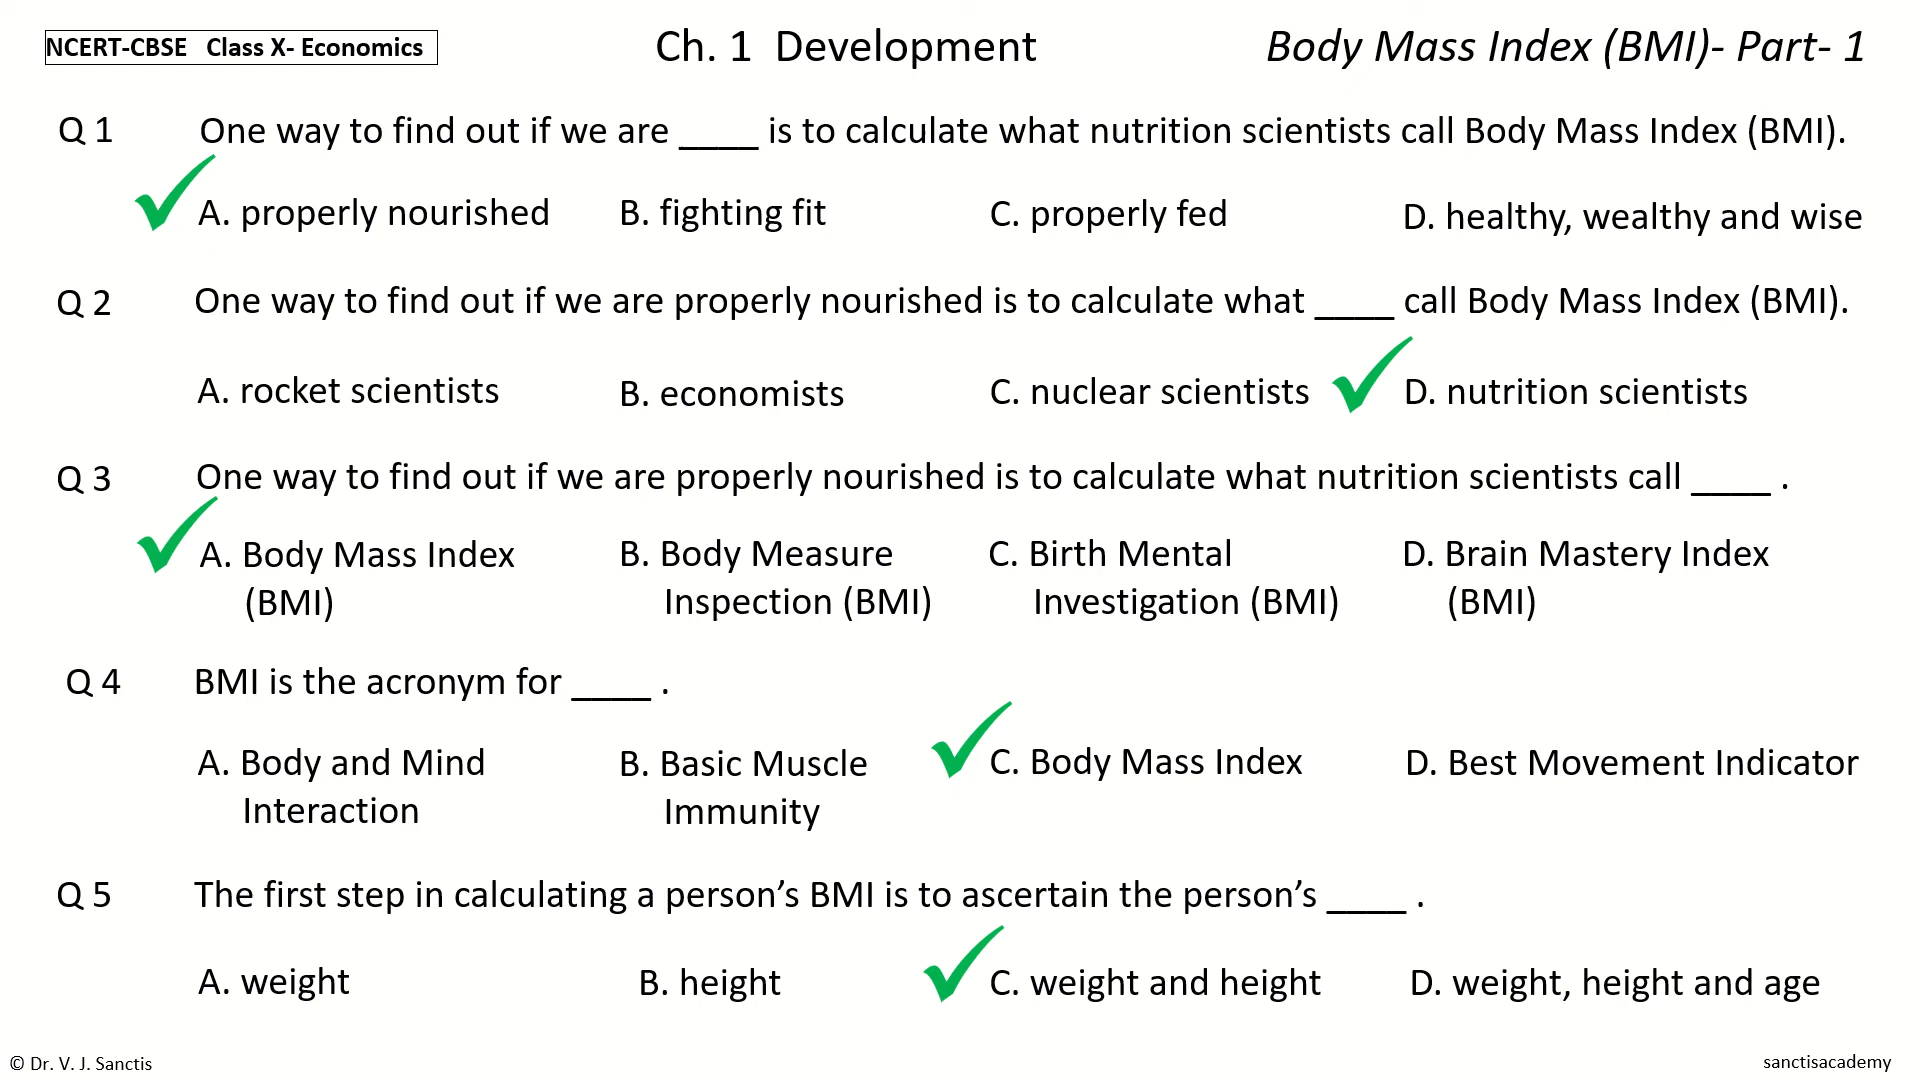 NCERT-CBSE Class X- Economics
Ch. 1 Development
Body Mass Index (BMI)- Part- 1
Q 1 One way to find out if we are ____ is to calculate what nutrition scientists call Body Mass Index (BMI).
A. properly nourished B. fighting fit C. properly fed D. healthy, wealthy and wise
Q 2 One way to find out if we are properly nourished is to calculate what ____ call Body Mass Index (BMI).
A. rocket scientists B. economists C. nuclear scientists D. nutrition scientists
Q 3 One way to find out if we are properly nourished is to calculate what nutrition scientists call ____ .
A. Body Mass Index
(BMI)
B. Body Measure
Inspection (BMI)
C. Birth Mental
Investigation (BMI)
D. Brain Mastery Index
(BMI)
Q 4 BMI is the acronym for ____ .
A. Body and Mind
Interaction
B. Basic Muscle
Immunity
C. Body Mass Index
D. Best Movement Indicator
Q 5 The first step in calculating a person’s BMI is to ascertain the person’s ____ .
A. weight B. height C. weight and height D. weight, height and age
© Dr. V. J. Sanctis
sanctisacademy